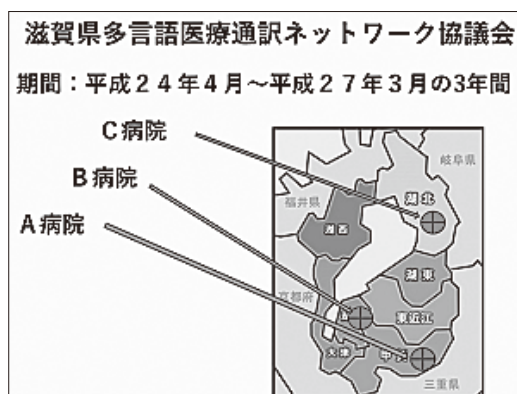 滋賀県多言語医療通訳ネットワーク協議会
期間：平成２４年４月～平成２７年３月の3年間
C病院
B病院
A病院
岐阜県
福井県
湖北
湖西
湖東
京都府
東近江
大津
甲賀
三重県